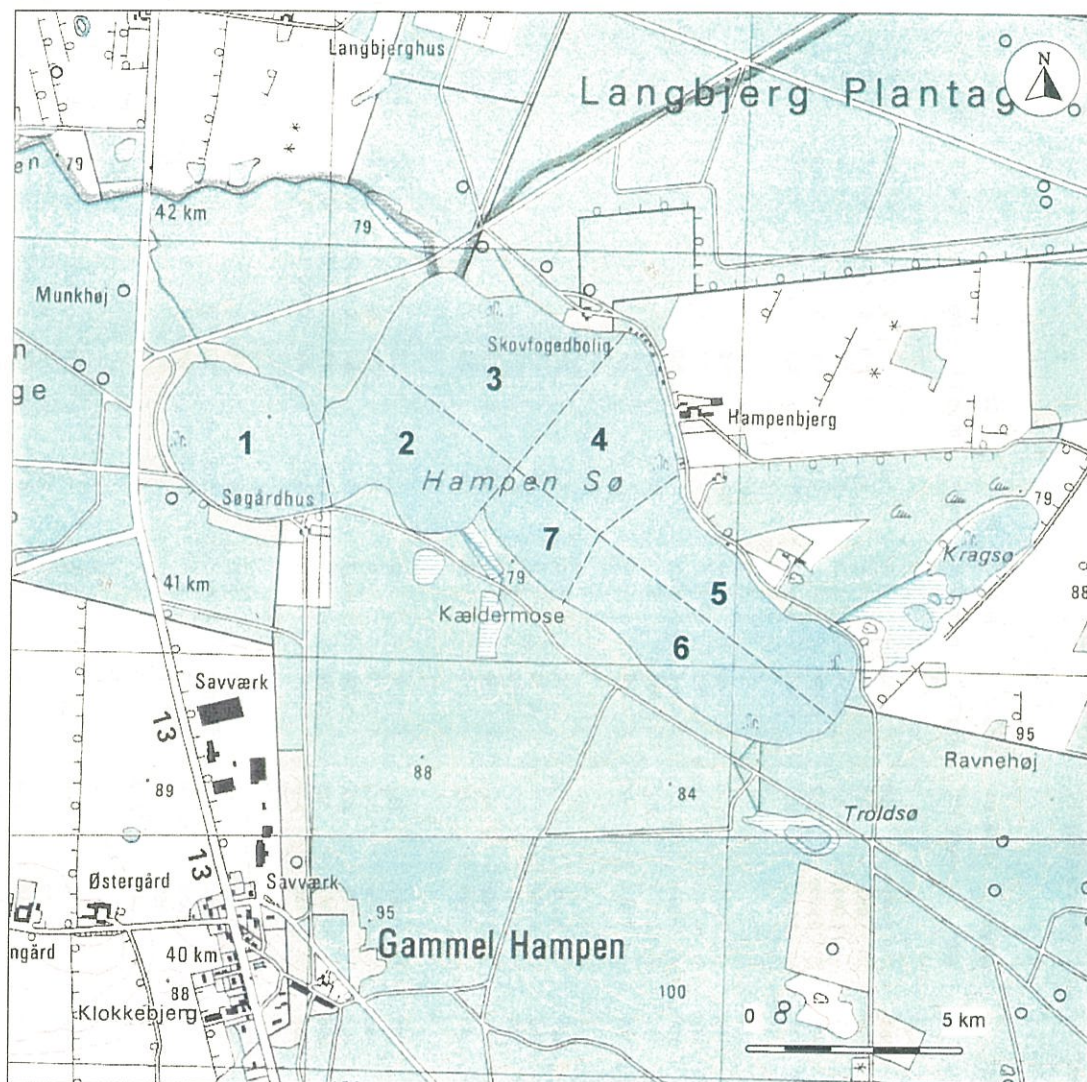 Langbjerghus
N
Langbjerg Plantag
en
79
42 km
79
Munkhøj
n
ge
Skovfogedbolig
3
Hampenbjerg
1
2
4
Hampen Sø
Søgårdhus
79
7
79
Kragsø
41 km
5
88
Kældermose
6
Savværk
13
95
Ravnehøj
88
89
84
Troldsø
13
Østergård
Savværk
95
ngård
40 km
Gammel Hampen
88
100
Klokkebjerg
0
5 km